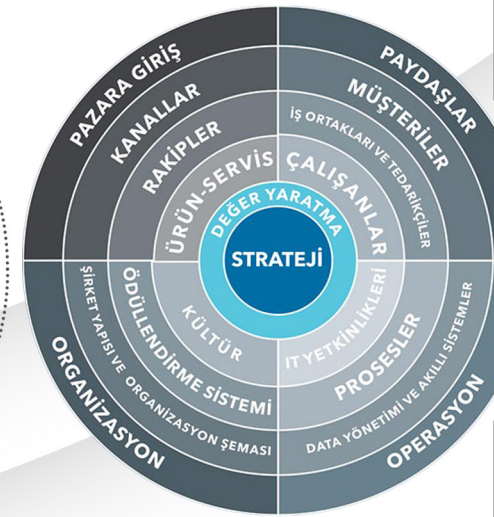 PAZARA GİRİŞ
KANALLAR
RAKİPLER
ÜRÜN-SERVİS
PAYDAŞLAR
MÜŞTERİLER
İŞ ORTAKLARI VE TEDARİKÇİLER
ÇALIŞANLAR
DEĞER YARATMA
STRATEJİ
KÜLTÜR
ÖDÜLLENDİRME SİSTEMİ
ŞİRKET YAPISI VE ORGANİZASYON ŞEMASI
ORGANİZASYON
IT YETKİNLİKLERİ
PROSESLER
DATA YÖNETİMİ VE AKILLI SİSTEMLER
OPERASYON